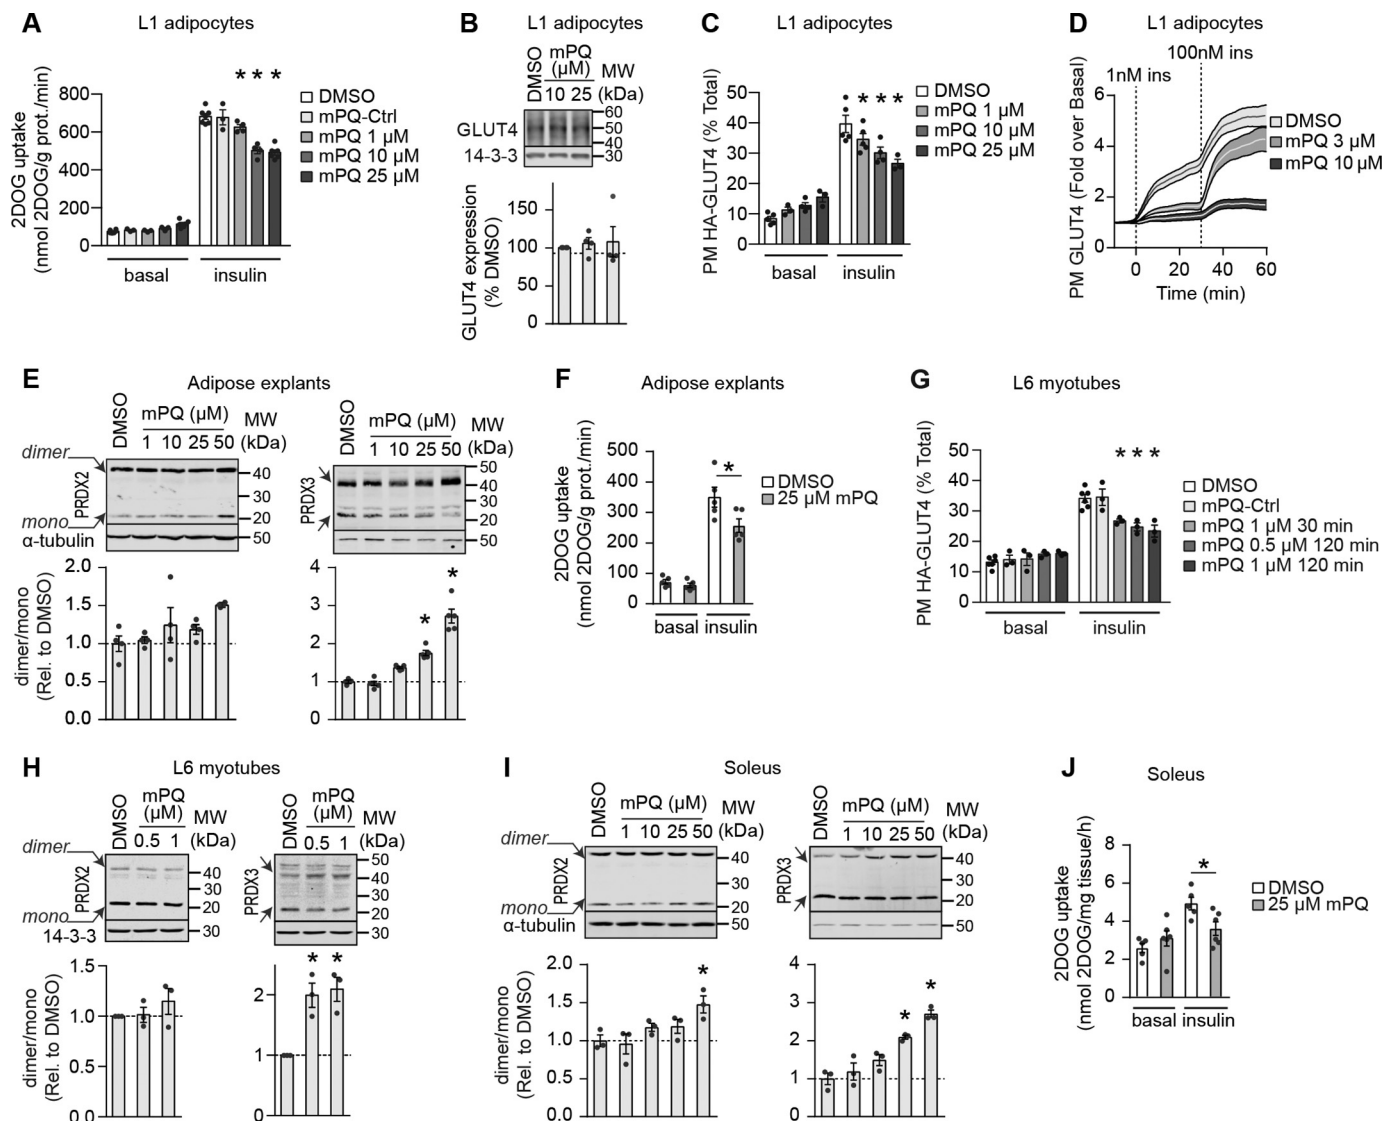 A
L1 adipocytes
2DOG uptake
(nmol 2DOG/g prot./min)
800
600
400
200
0
basal
insulin
* * *
DMSO
mPQ-Ctrl
mPQ 1 µM
mPQ 10 µM
mPQ 25 µM
B
L1 adipocytes
DMSO
mPQ
(µM)
10 25
MW
(kDa)
GLUT4
14-3-3
60
50
40
30
GLUT4 expression
(% DMSO)
150
100
50
0
C
L1 adipocytes
PM HA-GLUT4 (% Total)
50
40
30
20
10
0
basal
insulin
* * *
DMSO
mPQ 1 µM
mPQ 10 µM
mPQ 25 µM
D
L1 adipocytes
100nM ins
1nM ins
PM GLUT4 (Fold over Basal)
6
4
2
0
0 20 40 60
Time (min)
DMSO
mPQ 3 µM
mPQ 10 µM
E
Adipose explants
DMSO
mPQ (µM)
1 10 25 50
MW
(kDa)
dimer
PRDX2
mono
α-tubulin
40
30
20
50
dimer/mono
(Rel. to DMSO)
2.0
1.5
1.0
0.5
0.0
DMSO
mPQ (µM)
1 10 25 50
MW
(kDa)
PRDX3
50
40
30
20
50
4
3
2
1
0
*
*
F
Adipose explants
2DOG uptake
(nmol 2DOG/g prot./min)
500
400
300
200
100
0
basal insulin
*
DMSO
25 µM mPQ
G
L6 myotubes
PM HA-GLUT4 (% Total)
50
40
30
20
10
0
basal
insulin
* * *
DMSO
mPQ-Ctrl
mPQ 1 µM 30 min
mPQ 0.5 µM 120 min
mPQ 1 µM 120 min
H
L6 myotubes
DMSO
mPQ
(µM)
0.5 1
MW
(kDa)
dimer
PRDX2
mono
14-3-3
40
30
20
30
dimer/mono
(Rel. to DMSO)
1.5
1.0
0.5
0.0
DMSO
mPQ
(µM)
0.5 1
MW
(kDa)
PRDX3
50
40
30
20
30
2
1
0
* *
I
Soleus
DMSO
mPQ (µM)
1 10 25 50
MW
(kDa)
dimer
PRDX2
mono
α-tubulin
40
30
20
50
dimer/mono
(Rel. to DMSO)
2.0
1.5
1.0
0.5
0.0
*
DMSO
mPQ (µM)
1 10 25 50
MW
(kDa)
PRDX3
40
30
20
50
4
3
2
1
0
*
*
J
Soleus
2DOG uptake
(nmol 2DOG/mg tissue/h)
8
6
4
2
0
basal insulin
*
DMSO
25 µM mPQ